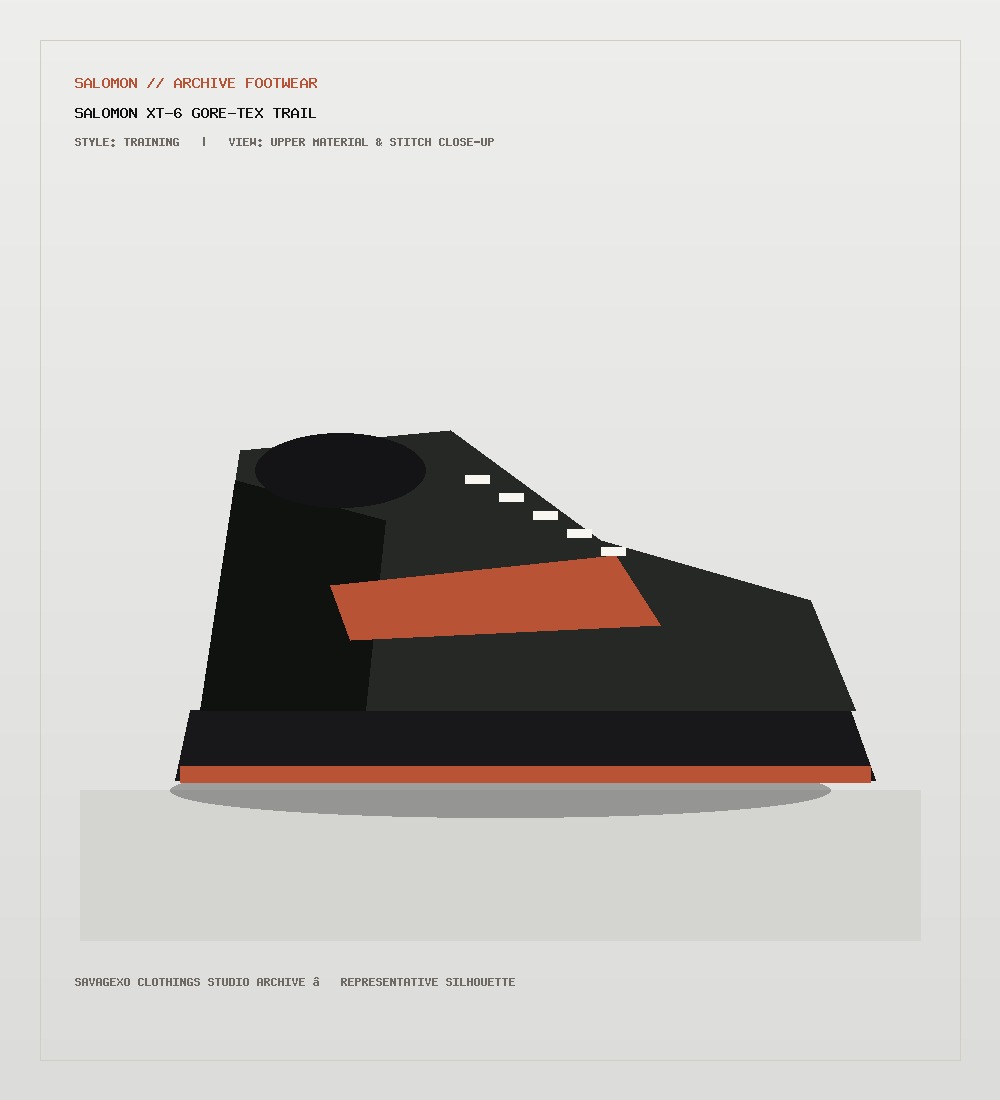 SALOMON // ARCHIVE FOOTWEAR
SALOMON XT-6 GORE-TEX TRAIL
STYLE: TRAINING | VIEW: UPPER MATERIAL & STITCH CLOSE-UP
SAVAGEXO CLOTHINGS STUDIO ARCHIVE â REPRESENTATIVE SILHOUETTE